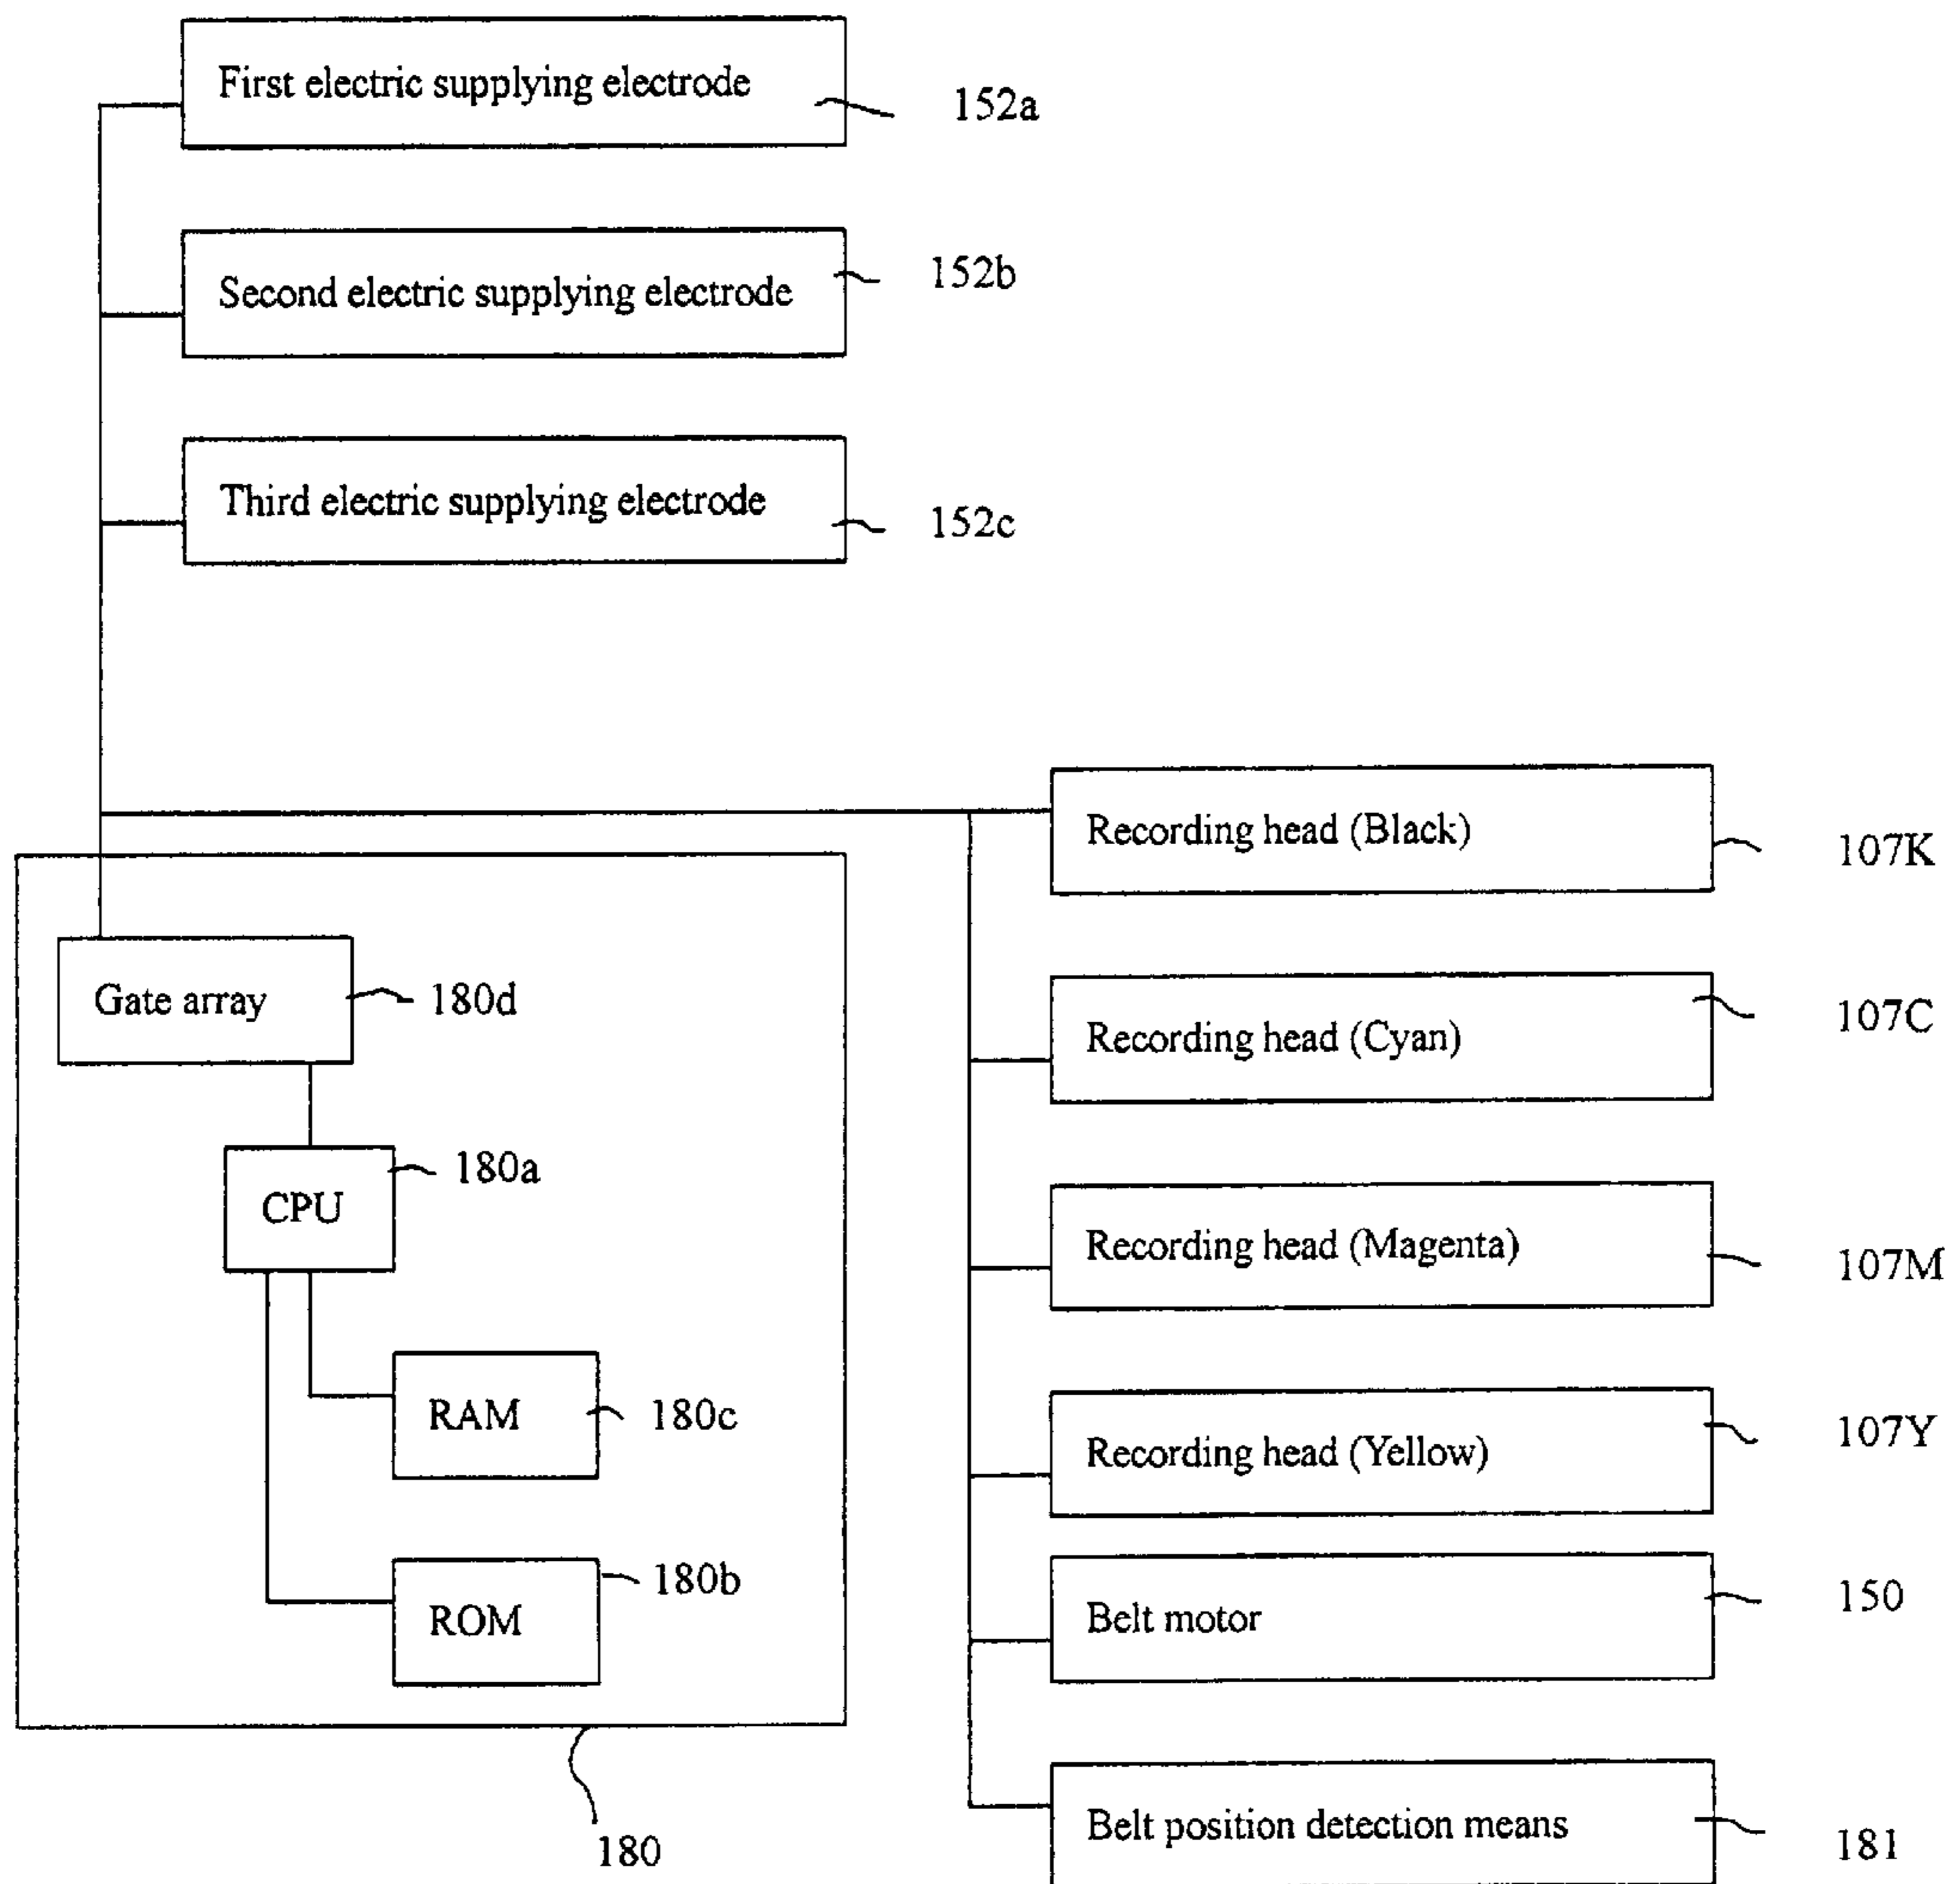 First electric supplying electrode
152a
Second electric supplying electrode
152b
Third electric supplying electrode
152c
Recording head (Black)
107K
Gate array
180d
Recording head (Cyan)
107C
CPU
180a
Recording head (Magenta)
107M
RAM
180c
Recording head (Yellow)
107Y
ROM
180b
Belt motor
150
180
Belt position detection means
181